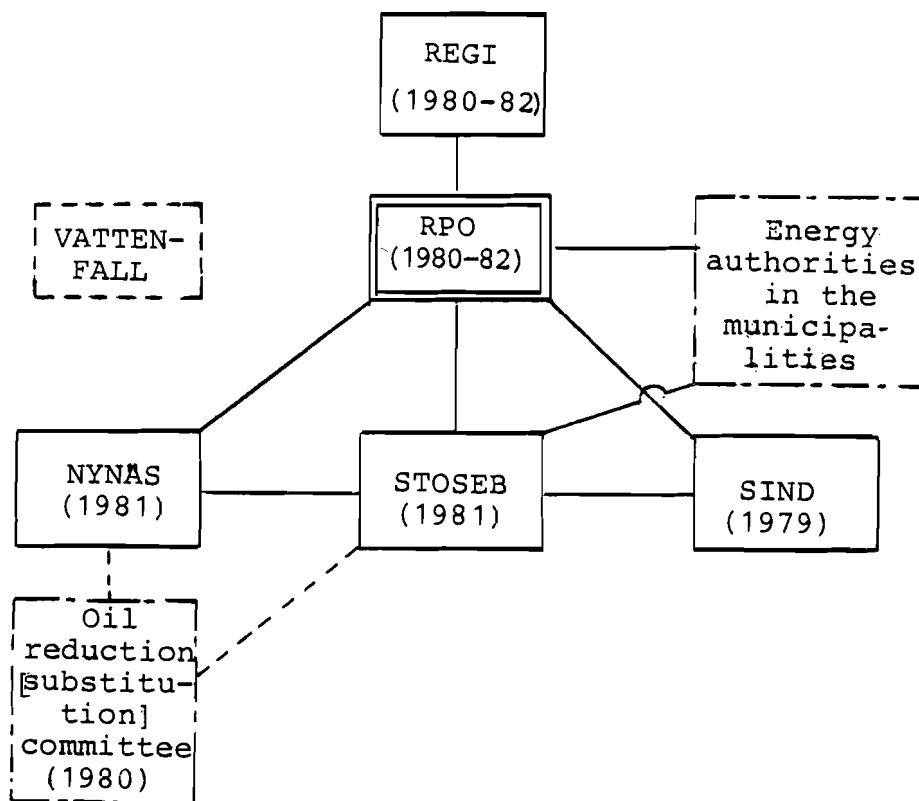 REGI
(1980-82)
VATTEN-
FALL
RPO
(1980-82)
Energy
authorities
in the
municipa-
lities
NYNÄS
(1981)
STOSEB
(1981)
SIND
(1979)
Oil
reduction
[substitu-
tion]
committee
(1980)